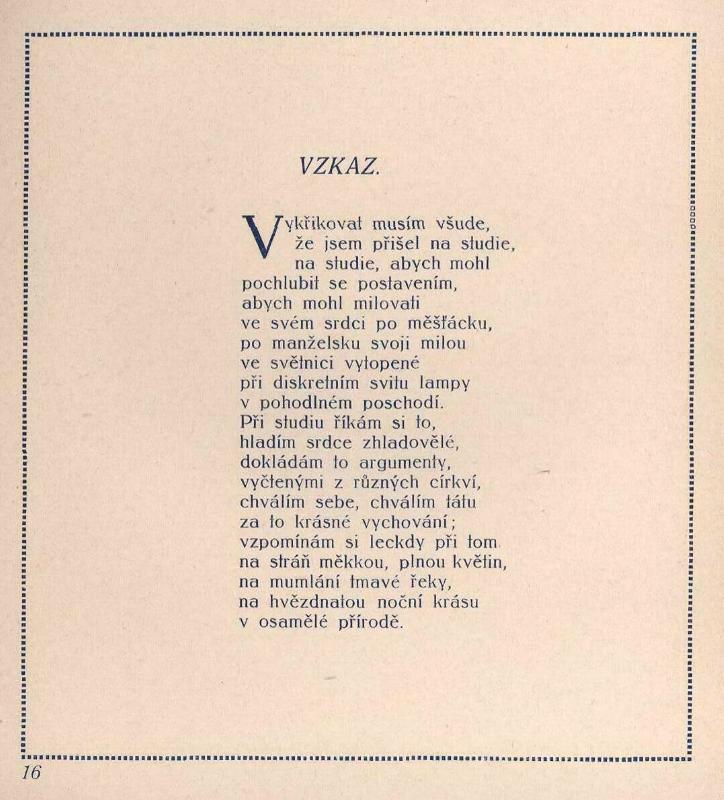 VZKAZ.
Vykřikovat musím všude,
že jsem přišel na studie,
na studie, abych mohl
pochlubit se postavením,
abych mohl milovati
ve svém srdci po měšťácku,
po manželsku svoji milou
ve světnici vytopené
při diskretním svitu lampy
v pohodlném poschodí.
Při studiu říkám si to,
hladím srdce zhladovělé,
dokládám to argumenty,
vyčtenými z různých církví,
chválím sebe, chválím tátu
za to krásné vychování;
vzpomínám si leckdy při tom
na stráň měkkou, plnou květin,
na mumlání tmavé řeky,
na hvězdnatou noční krásu
v osamělé přírodě.
16